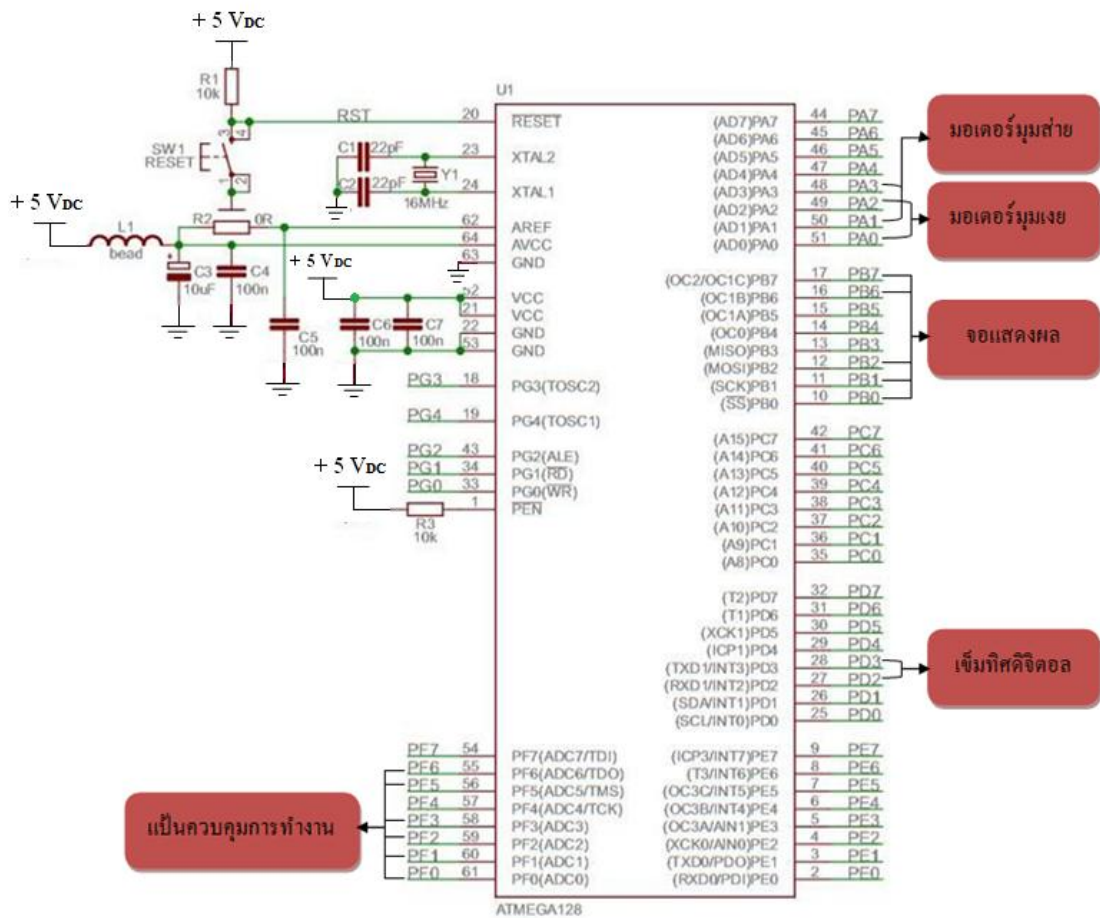 + 5 VDC
R1
10k
RST
3
4
SW1
RESET
1
2
+ 5 VDC
L1
bead
R2
0R
C3
10uF
C4
100n
C5
100n
C1
22pF
C2
22pF
Y1
16MHz
+ 5 VDC
C6
100n
C7
100n
+ 5 VDC
R3
10k
U1
20 RESET
23 XTAL2
24 XTAL1
62 AREF
64 AVCC
63 GND
52 VCC
21 VCC
22 GND
53 GND
PG3 18 PG3(TOSC2)
PG4 19 PG4(TOSC1)
PG2 43 PG2(ALE)
PG1 34 PG1(RD)
PG0 33 PG0(WR)
1 PEN
PF7 54 PF7(ADC7/TDI)
PF6 55 PF6(ADC6/TDO)
PF5 56 PF5(ADC5/TMS)
PF4 57 PF4(ADC4/TCK)
PF3 58 PF3(ADC3)
PF2 59 PF2(ADC2)
PF1 60 PF1(ADC1)
PF0 61 PF0(ADC0)
แป้นควบคุมการทำงาน
(AD7)PA7 44 PA7
(AD6)PA6 45 PA6
(AD5)PA5 46 PA5
(AD4)PA4 47 PA4
(AD3)PA3 48 PA3
(AD2)PA2 49 PA2
(AD1)PA1 50 PA1
(AD0)PA0 51 PA0
มอเตอร์มุมส่าย
มอเตอร์มุมเงย
(OC2/OC1C)PB7 17 PB7
(OC1B)PB6 16 PB6
(OC1A)PB5 15 PB5
(OC0)PB4 14 PB4
(MISO)PB3 13 PB3
(MOSI)PB2 12 PB2
(SCK)PB1 11 PB1
(SS)PB0 10 PB0
จอแสดงผล
(A15)PC7 42 PC7
(A14)PC6 41 PC6
(A13)PC5 40 PC5
(A12)PC4 39 PC4
(A11)PC3 38 PC3
(A10)PC2 37 PC2
(A9)PC1 36 PC1
(A8)PC0 35 PC0
(T2)PD7 32 PD7
(T1)PD6 31 PD6
(XCK1)PD5 30 PD5
(ICP1)PD4 29 PD4
(TXD1/INT3)PD3 28 PD3
(RXD1/INT2)PD2 27 PD2
(SDA/INT1)PD1 26 PD1
(SCL/INT0)PD0 25 PD0
เข็มทิศดิจิตอล
(ICP3/INT7)PE7 9 PE7
(T3/INT6)PE6 8 PE6
(OC3C/INT5)PE5 7 PE5
(OC3B/INT4)PE4 6 PE4
(OC3A/AIN1)PE3 5 PE3
(XCK0/AIN0)PE2 4 PE2
(TXD0/PDO)PE1 3 PE1
(RXD0/PDI)PE0 2 PE0
ATMEGA128